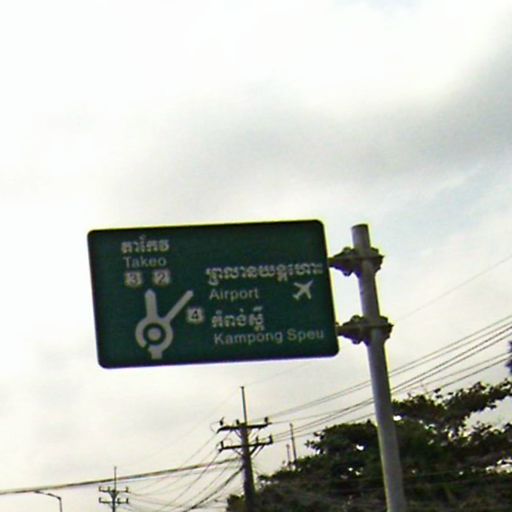 តាកែវ
Takeo
3 2
ព្រលានយន្តហោះ
Airport
4
កំពង់ស្ពឺ
Kampong Speu